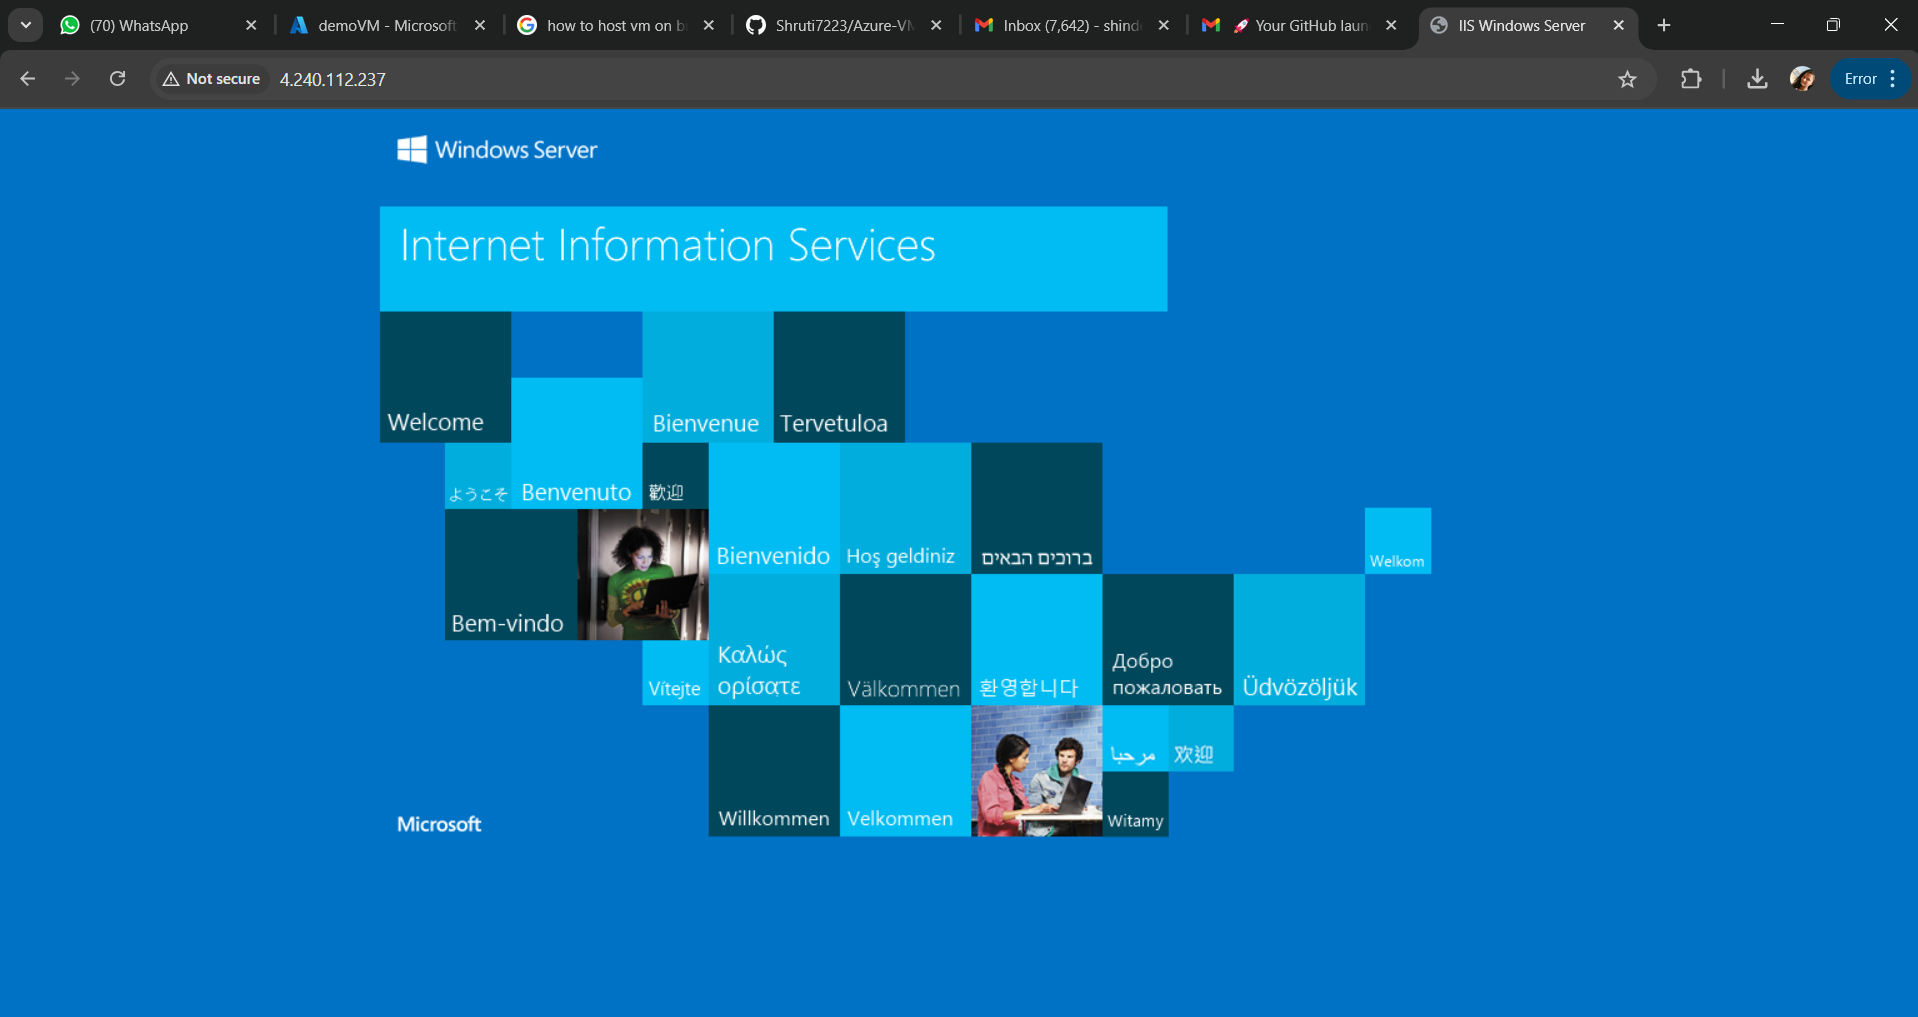 (70) WhatsApp
demoVM - Microsoft
how to host vm on b
Shruti7223/Azure-VM
Inbox (7,642) - shind
🚀 Your GitHub laun
IIS Windows Server
Not secure
4.240.112.237
Error
Windows Server
Internet Information Services
Welcome
Bienvenue
Tervetuloa
ようこそ
Benvenuto
歡迎
Bienvenido
Hoş geldiniz
ברוכים הבאים
Welkom
Bem-vindo
Vítejte
Καλώς
ορίσατε
Välkommen
환영합니다
Добро
пожаловать
Üdvözöljük
مرحبا
欢迎
Willkommen
Velkommen
Witamy
Microsoft